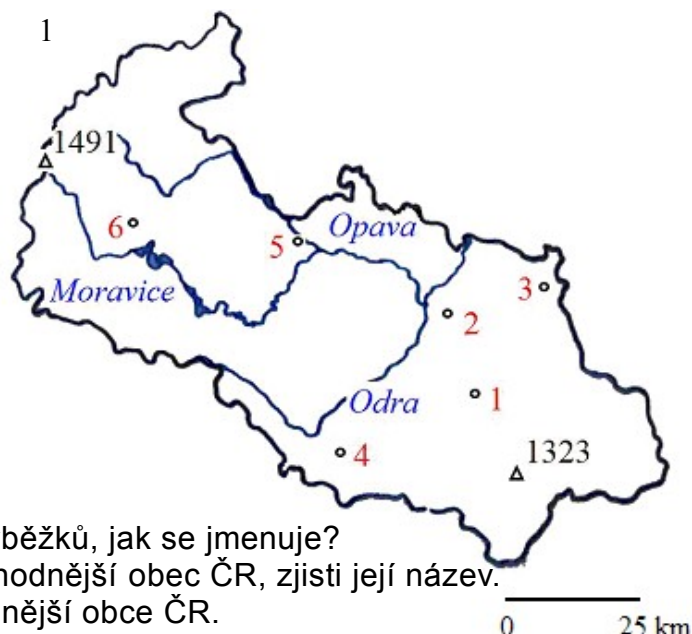 1
1491
6
5
Opava
Moravice
3
2
Odra
1
4
1323
běžků, jak se jmenuje?
hodnější obec ČR, zjisti její název.
nější obce ČR.
0 25 km